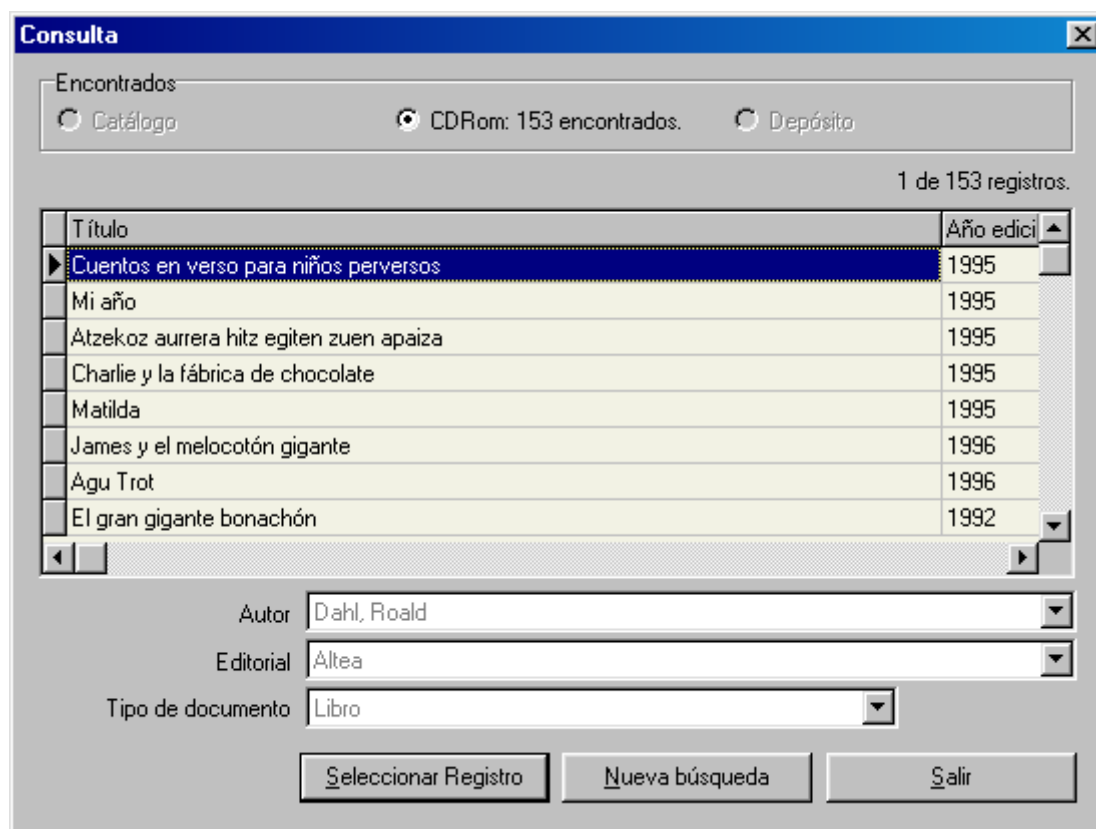 Consulta
Encontrados
Catálogo CDRom: 153 encontrados. Depósito
1 de 153 registros.
Título Año edici
Cuentos en verso para niños perversos 1995
Mi año 1995
Atzekoz aurrera hitz egiten zuen apaiza 1995
Charlie y la fábrica de chocolate 1995
Matilda 1995
James y el melocotón gigante 1996
Agu Trot 1996
El gran gigante bonachón 1992
Autor Dahl, Roald
Editorial Altea
Tipo de documento Libro
Seleccionar Registro Nueva búsqueda Salir